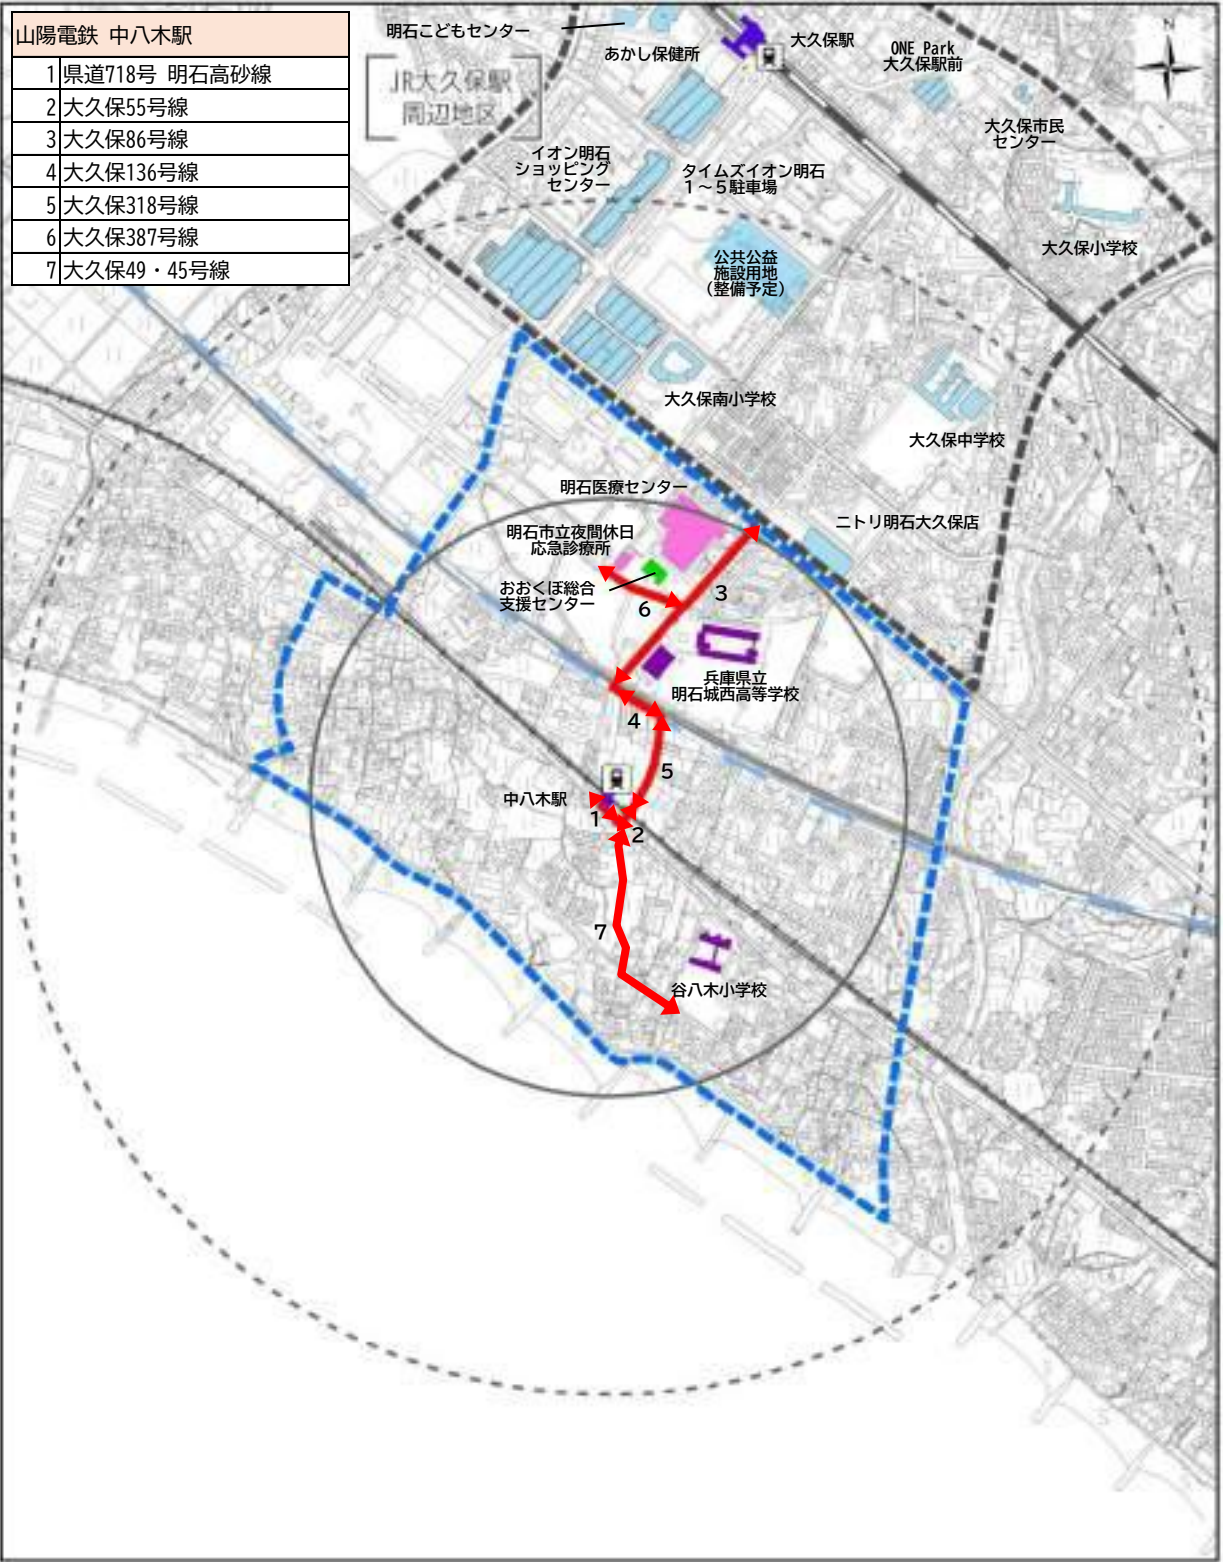 山陽電鉄 中八木駅
1 県道718号 明石高砂線
2 大久保55号線
3 大久保86号線
4 大久保136号線
5 大久保318号線
6 大久保387号線
7 大久保49・45号線
明石こどもセンター
あかし保健所
大久保駅
ONE Park
大久保駅前
N
JR大久保駅
周辺地区
大久保市民
センター
イオン明石
ショッピング
センター
タイムズイオン明石
1～5駐車場
大久保小学校
公共公益
施設用地
(整備予定)
大久保南小学校
大久保中学校
明石医療センター
明石市立夜間休日
応急診療所
ニトリ明石大久保店
おおくぼ総合
支援センター
3
6
兵庫県立
明石城西高等学校
4
5
中八木駅
1
2
7
谷八木小学校